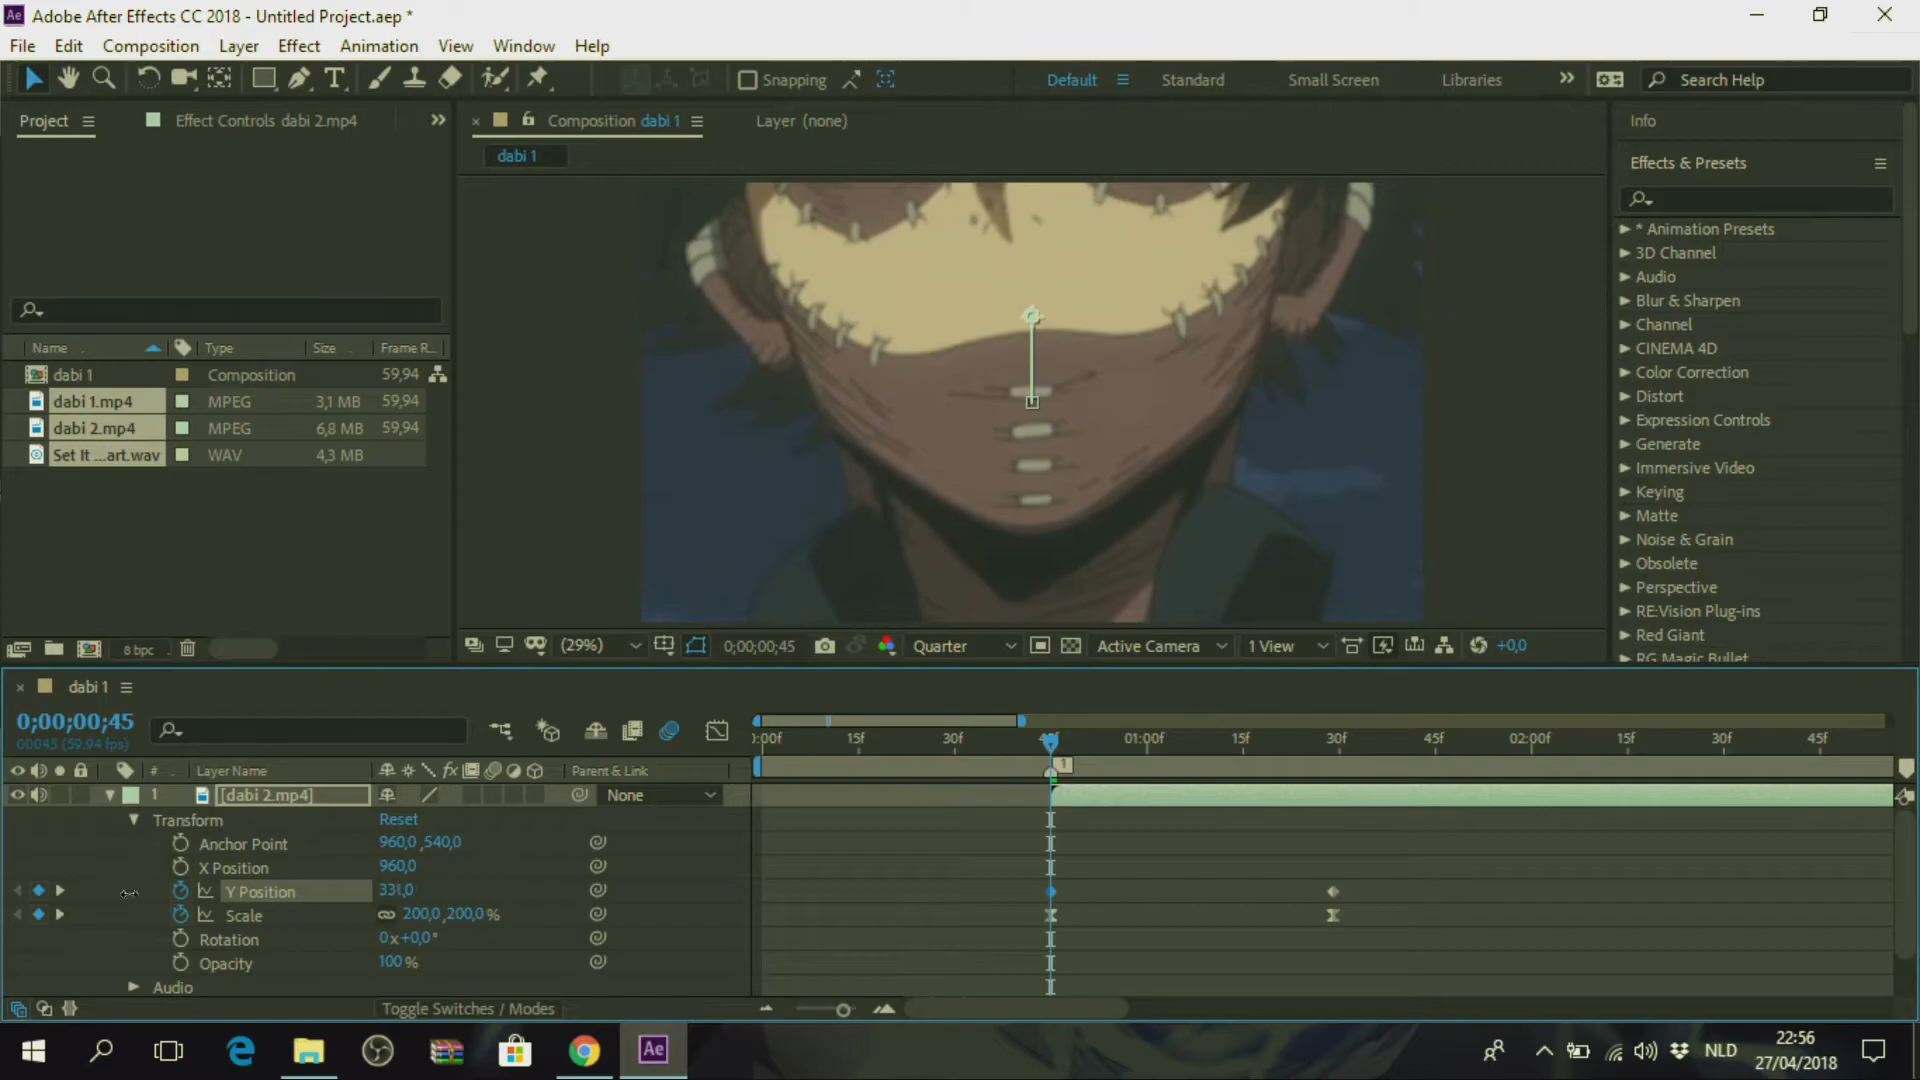 Ae Adobe After Effects CC 2018 - Untitled Project.aep *
File Edit Composition Layer Effect Animation View Window Help
Snapping Default Standard Small Screen Libraries Search Help
Project Effect Controls dabi 2.mp4
Composition dabi 1 Layer (none)
dabi 1
Info
Effects & Presets
* Animation Presets
3D Channel
Audio
Blur & Sharpen
Channel
CINEMA 4D
Color Correction
Distort
Expression Controls
Generate
Immersive Video
Keying
Matte
Noise & Grain
Obsolete
Perspective
RE:Vision Plug-ins
Red Giant
RG Magic Bullet
Name Type Size Frame R...
dabi 1 Composition 59,94
dabi 1.mp4 MPEG 3,1 MB 59,94
dabi 2.mp4 MPEG 6,8 MB 59,94
Set It ...art.wav WAV 4,3 MB
8 bpc
(29%) 0;00;00;45 Quarter Active Camera 1 View +0,0
dabi 1
0;00;00;45
00045 (59.94 fps)
):00f 15f 30f 01:00f 15f 30f 45f 02:00f 15f 30f 45f
# Layer Name Parent & Link
1
1 [dabi 2.mp4] None
Transform Reset
Anchor Point 960,0 ,540,0
X Position 960,0
Y Position 331,0
Scale 200,0 ,200,0 %
Rotation 0x+0,0°
Opacity 100 %
Audio
Toggle Switches / Modes
Ae
NLD
22:56
27/04/2018